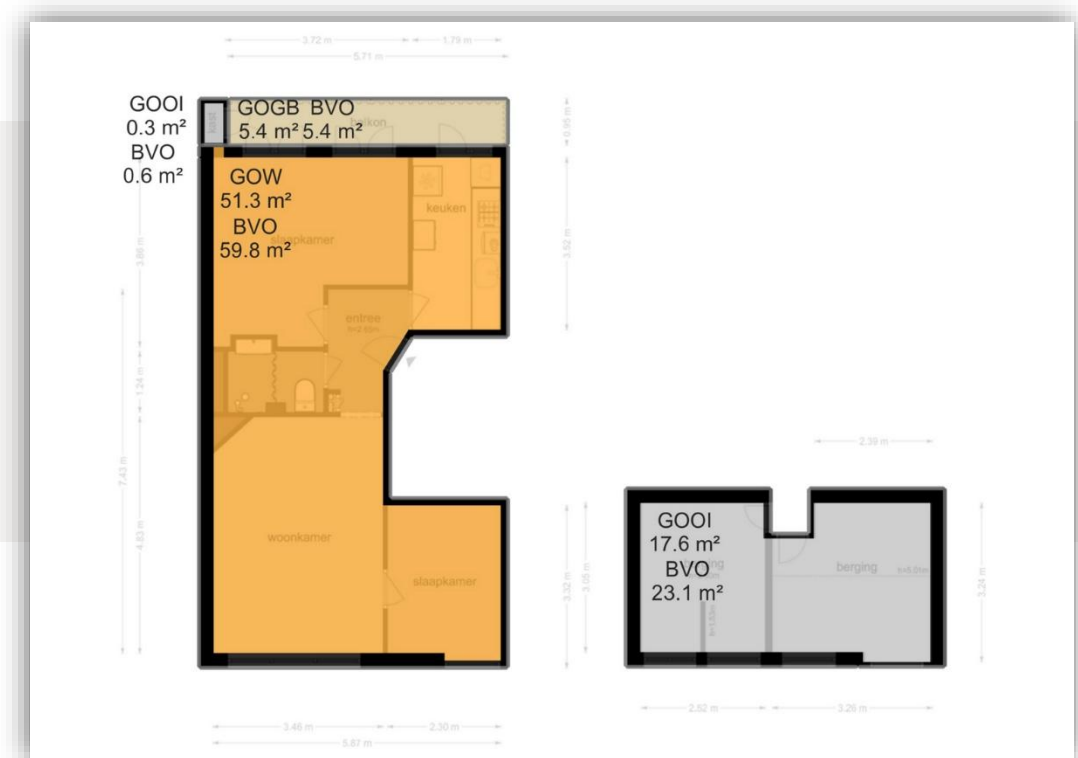 3.72 m
1.79 m
5.71 m
GOOI
0.3 m²
BVO
0.6 m²
kast
GOGB BVO
5.4 m² 5.4 m²
balkon
0.95 m
GOW
51.3 m²
BVO
59.8 m²
slaapkamer
keuken
3.52 m
entree
1.24 m
7.43 m
4.83 m
woonkamer
slaapkamer
3.32 m
3.05 m
2.39 m
GOOI
17.6 m²
BVO
23.1 m²
berging
3.24 m
3.46 m
2.30 m
5.87 m
2.52 m
3.26 m